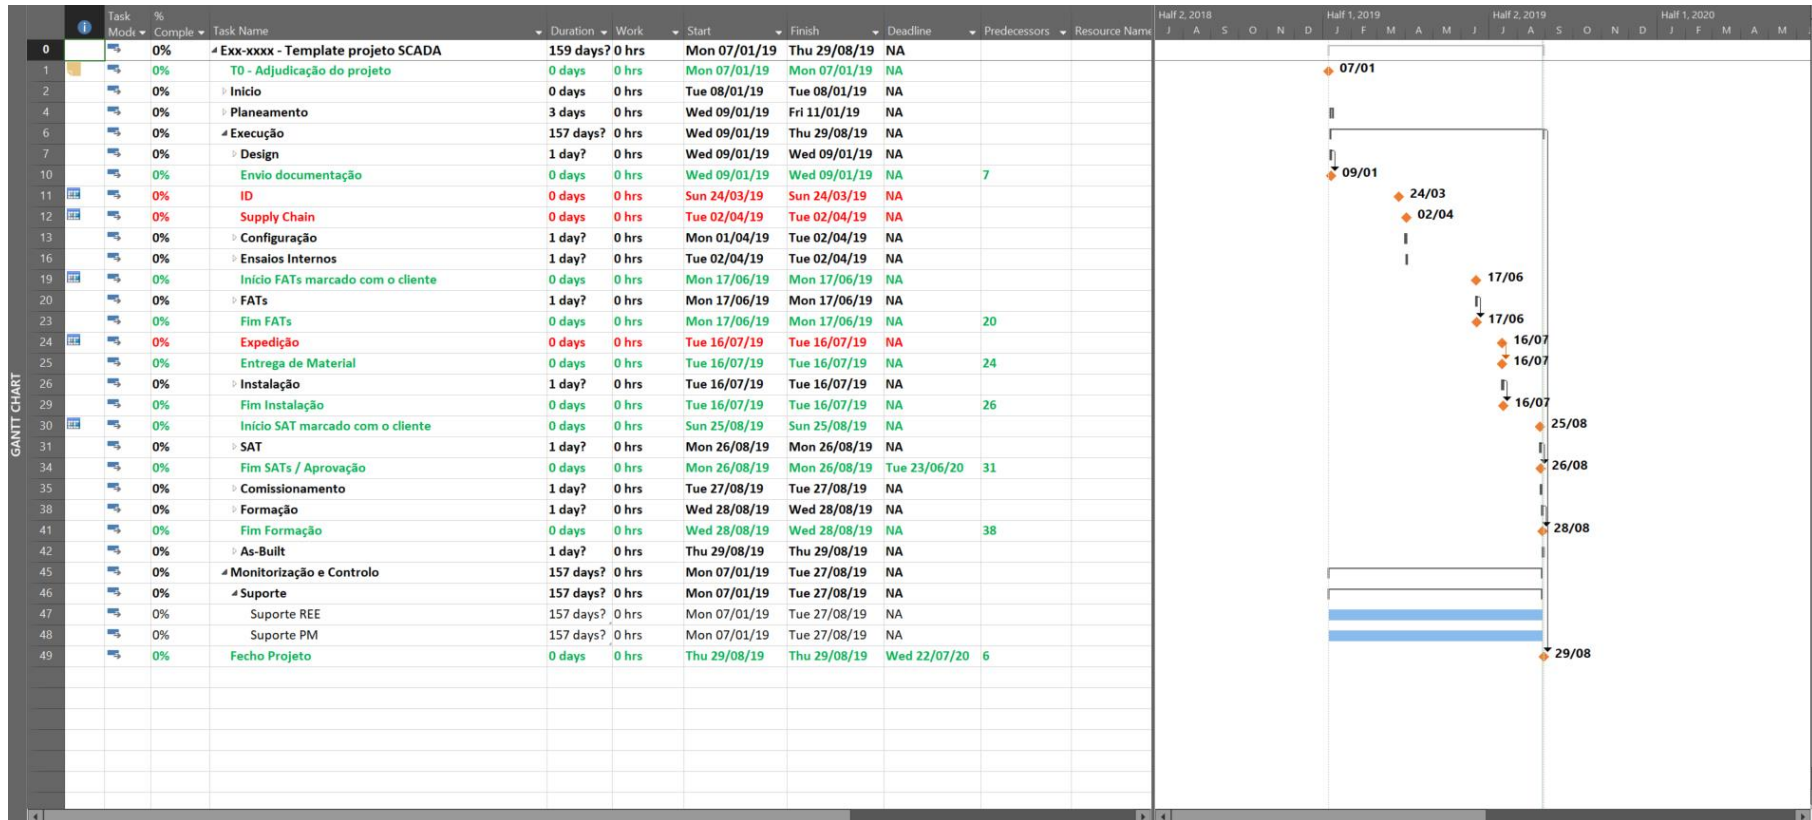 Task % Half 2, 2018 Half 1, 2019 Half 2, 2019 Half 1, 2020
Mode Comple Task Name Duration Work Start Finish Deadline Predecessors Resource Name J A S O N D J F M A M J J A S O N D J F M A M
0 0% Exx-xxxx - Template projeto SCADA 159 days? 0 hrs Mon 07/01/19 Thu 29/08/19 NA
1 0% T0 - Adjudicação do projeto 0 days 0 hrs Mon 07/01/19 Mon 07/01/19 NA 07/01
2 0% Inicio 0 days 0 hrs Tue 08/01/19 Tue 08/01/19 NA
4 0% Planeamento 3 days 0 hrs Wed 09/01/19 Fri 11/01/19 NA
6 0% Execução 157 days? 0 hrs Wed 09/01/19 Thu 29/08/19 NA
7 0% Design 1 day? 0 hrs Wed 09/01/19 Wed 09/01/19 NA
10 0% Envio documentação 0 days 0 hrs Wed 09/01/19 Wed 09/01/19 NA 7 09/01
11 0% ID 0 days 0 hrs Sun 24/03/19 Sun 24/03/19 NA 24/03
12 0% Supply Chain 0 days 0 hrs Tue 02/04/19 Tue 02/04/19 NA 02/04
13 0% Configuração 1 day? 0 hrs Mon 01/04/19 Tue 02/04/19 NA
16 0% Ensaios Internos 1 day? 0 hrs Tue 02/04/19 Tue 02/04/19 NA
19 0% Início FATs marcado com o cliente 0 days 0 hrs Mon 17/06/19 Mon 17/06/19 NA 17/06
20 0% FATs 1 day? 0 hrs Mon 17/06/19 Mon 17/06/19 NA
23 0% Fim FATs 0 days 0 hrs Mon 17/06/19 Mon 17/06/19 NA 20 17/06
24 0% Expedição 0 days 0 hrs Tue 16/07/19 Tue 16/07/19 NA 16/07
25 0% Entrega de Material 0 days 0 hrs Tue 16/07/19 Tue 16/07/19 NA 24 16/07
26 0% Instalação 1 day? 0 hrs Tue 16/07/19 Tue 16/07/19 NA
29 0% Fim Instalação 0 days 0 hrs Tue 16/07/19 Tue 16/07/19 NA 26 16/07
30 0% Início SAT marcado com o cliente 0 days 0 hrs Sun 25/08/19 Sun 25/08/19 NA 25/08
31 0% SAT 1 day? 0 hrs Mon 26/08/19 Mon 26/08/19 NA
34 0% Fim SATs / Aprovação 0 days 0 hrs Mon 26/08/19 Mon 26/08/19 Tue 23/06/20 31 26/08
35 0% Comissionamento 1 day? 0 hrs Tue 27/08/19 Tue 27/08/19 NA
38 0% Formação 1 day? 0 hrs Wed 28/08/19 Wed 28/08/19 NA
41 0% Fim Formação 0 days 0 hrs Wed 28/08/19 Wed 28/08/19 NA 38 28/08
42 0% As-Built 1 day? 0 hrs Thu 29/08/19 Thu 29/08/19 NA
45 0% Monitorização e Controlo 157 days? 0 hrs Mon 07/01/19 Tue 27/08/19 NA
46 0% Suporte 157 days? 0 hrs Mon 07/01/19 Tue 27/08/19 NA
47 0% Suporte REE 157 days? 0 hrs Mon 07/01/19 Tue 27/08/19 NA
48 0% Suporte PM 157 days? 0 hrs Mon 07/01/19 Tue 27/08/19 NA
49 0% Fecho Projeto 0 days 0 hrs Thu 29/08/19 Thu 29/08/19 Wed 22/07/20 6 29/08
GANTT CHART